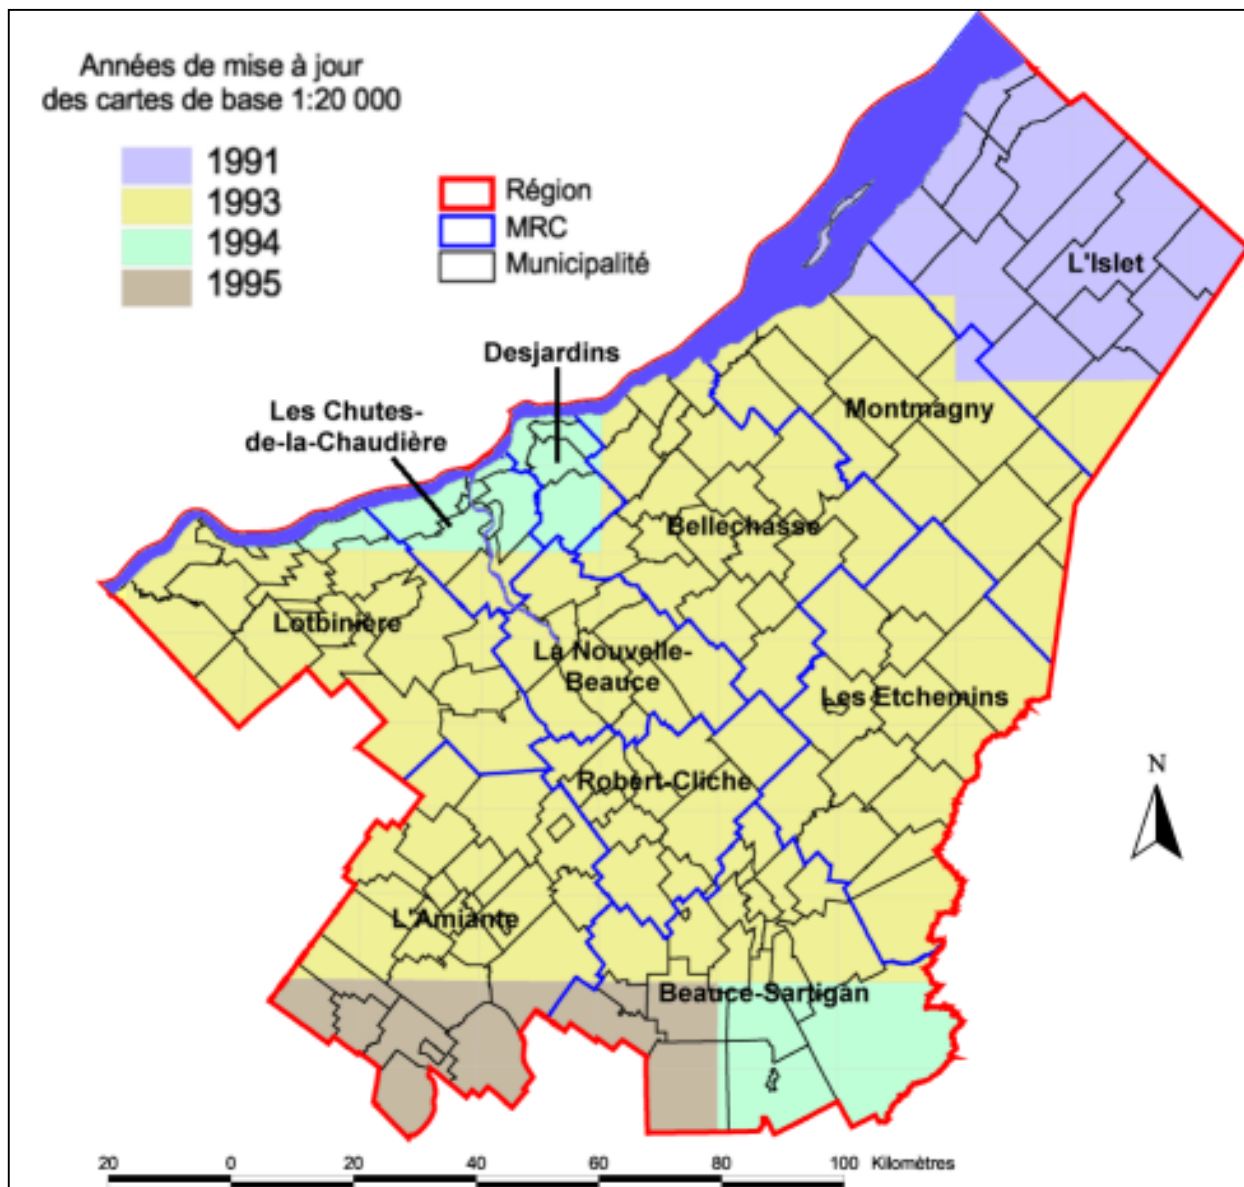 Années de mise à jour
des cartes de base 1:20 000
1991
1993
1994
1995
Région
MRC
Municipalité
L'Islet
Desjardins
Montmagny
Les Chutes-
de-la-Chaudière
Bellechasse
Lotbinière
La Nouvelle-
Beauce
Les Etchemins
Robert-Cliche
N
L'Amiante
Beauce-Sartigan
20 0 20 40 60 80 100 Kilomètres